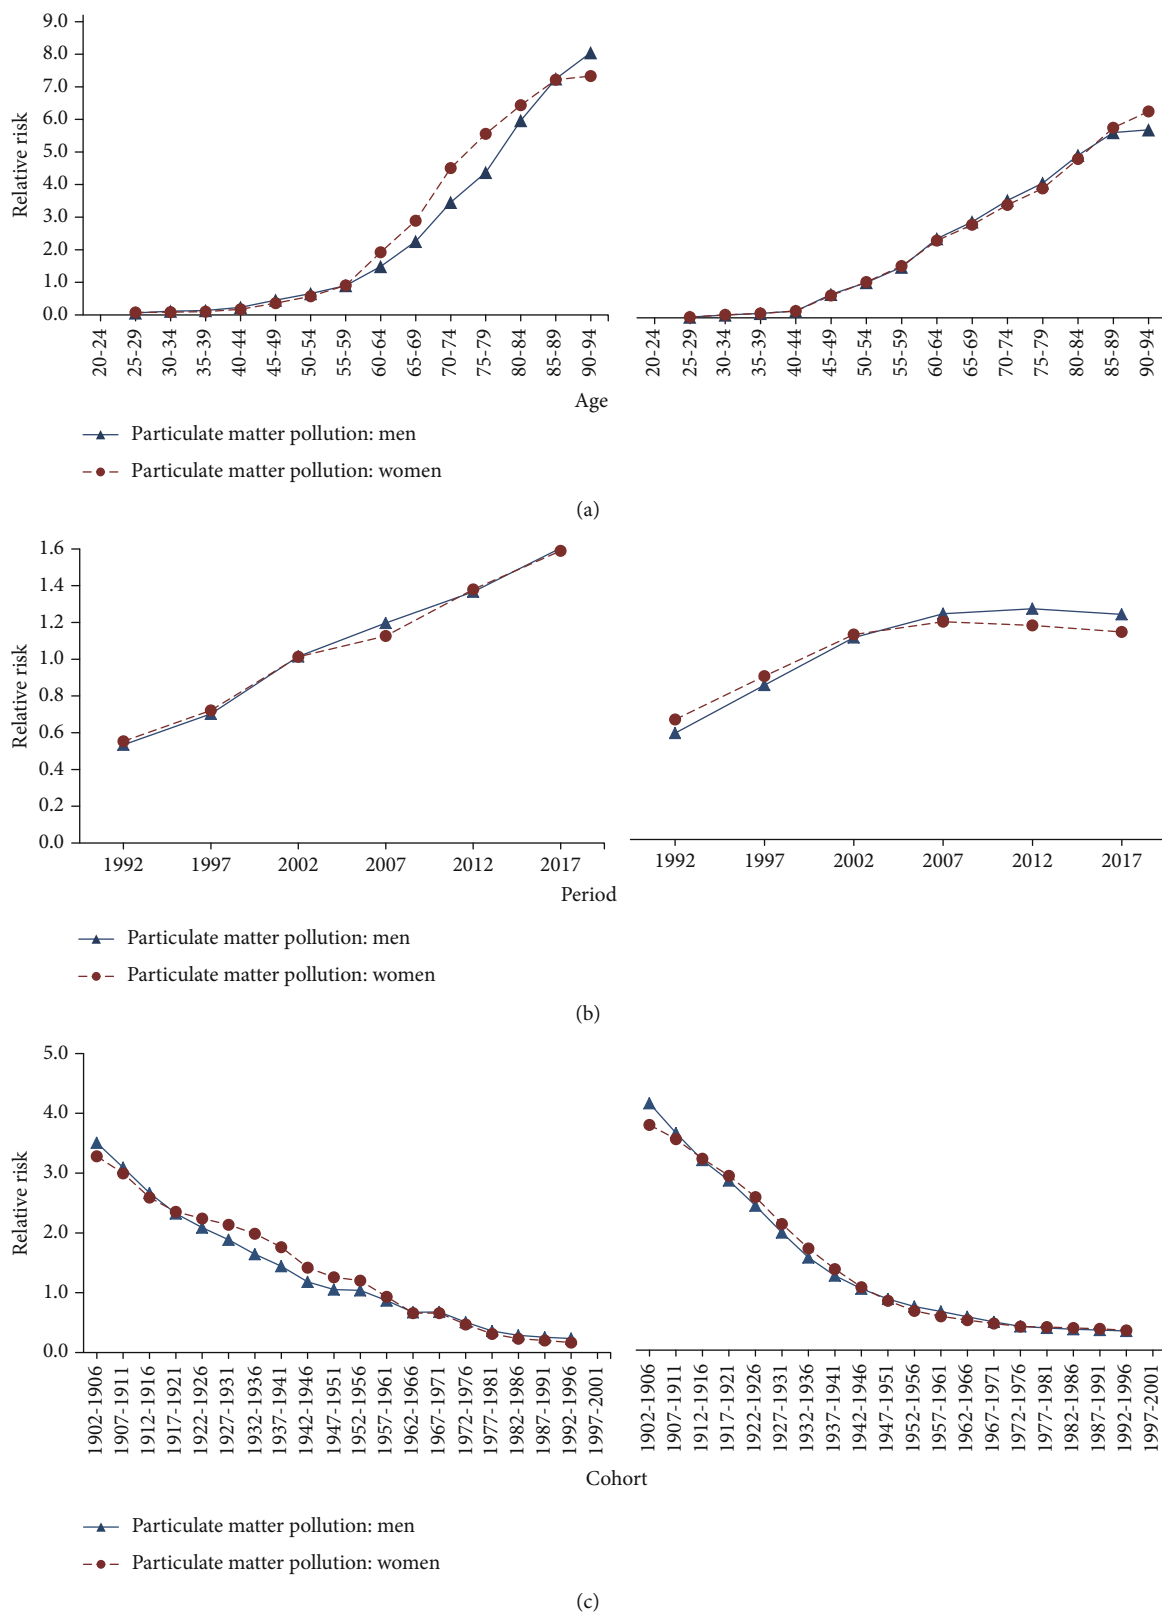 9.0
8.0
7.0
6.0
5.0
4.0
3.0
2.0
1.0
0.0
Relative risk
20-24 25-29 30-34 35-39 40-44 45-49 50-54 55-59 60-64 65-69 70-74 75-79 80-84 85-89 90-94
20-24 25-29 30-34 35-39 40-44 45-49 50-54 55-59 60-64 65-69 70-74 75-79 80-84 85-89 90-94
Age
Particulate matter pollution: men
Particulate matter pollution: women
(a)
1.6
1.4
1.2
1.0
0.8
0.6
0.4
0.2
0.0
Relative risk
1992 1997 2002 2007 2012 2017
1992 1997 2002 2007 2012 2017
Period
Particulate matter pollution: men
Particulate matter pollution: women
(b)
5.0
4.0
3.0
2.0
1.0
0.0
Relative risk
1902-1906 1907-1911 1912-1916 1917-1921 1922-1926 1927-1931 1932-1936 1937-1941 1942-1946 1947-1951 1952-1956 1957-1961 1962-1966 1967-1971 1972-1976 1977-1981 1982-1986 1987-1991 1992-1996 1997-2001
1902-1906 1907-1911 1912-1916 1917-1921 1922-1926 1927-1931 1932-1936 1937-1941 1942-1946 1947-1951 1952-1956 1957-1961 1962-1966 1967-1971 1972-1976 1977-1981 1982-1986 1987-1991 1992-1996 1997-2001
Cohort
Particulate matter pollution: men
Particulate matter pollution: women
(c)